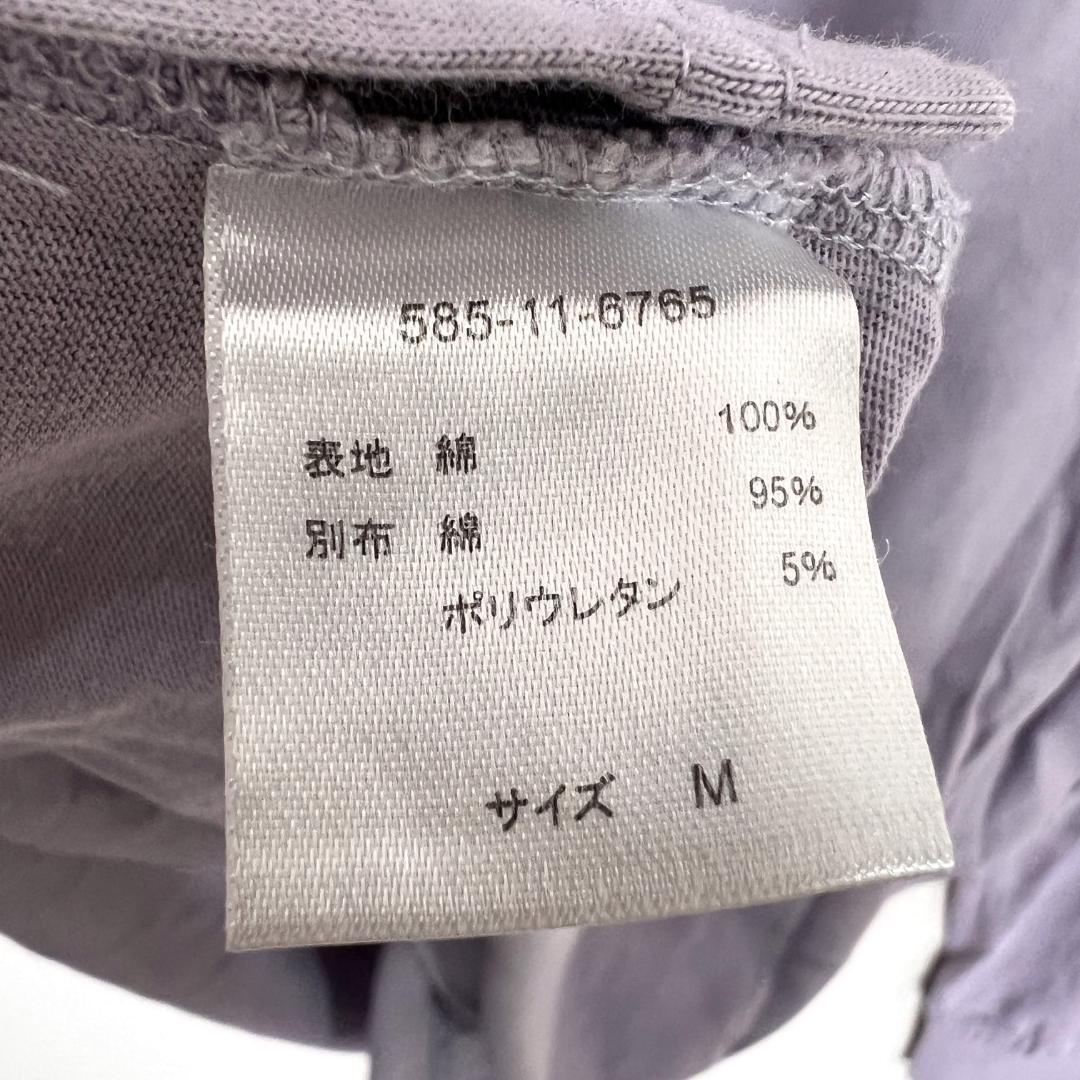 585-11-6765
表地 綿 100%
別布 綿 95%
ポリウレタン 5%
サイズ M